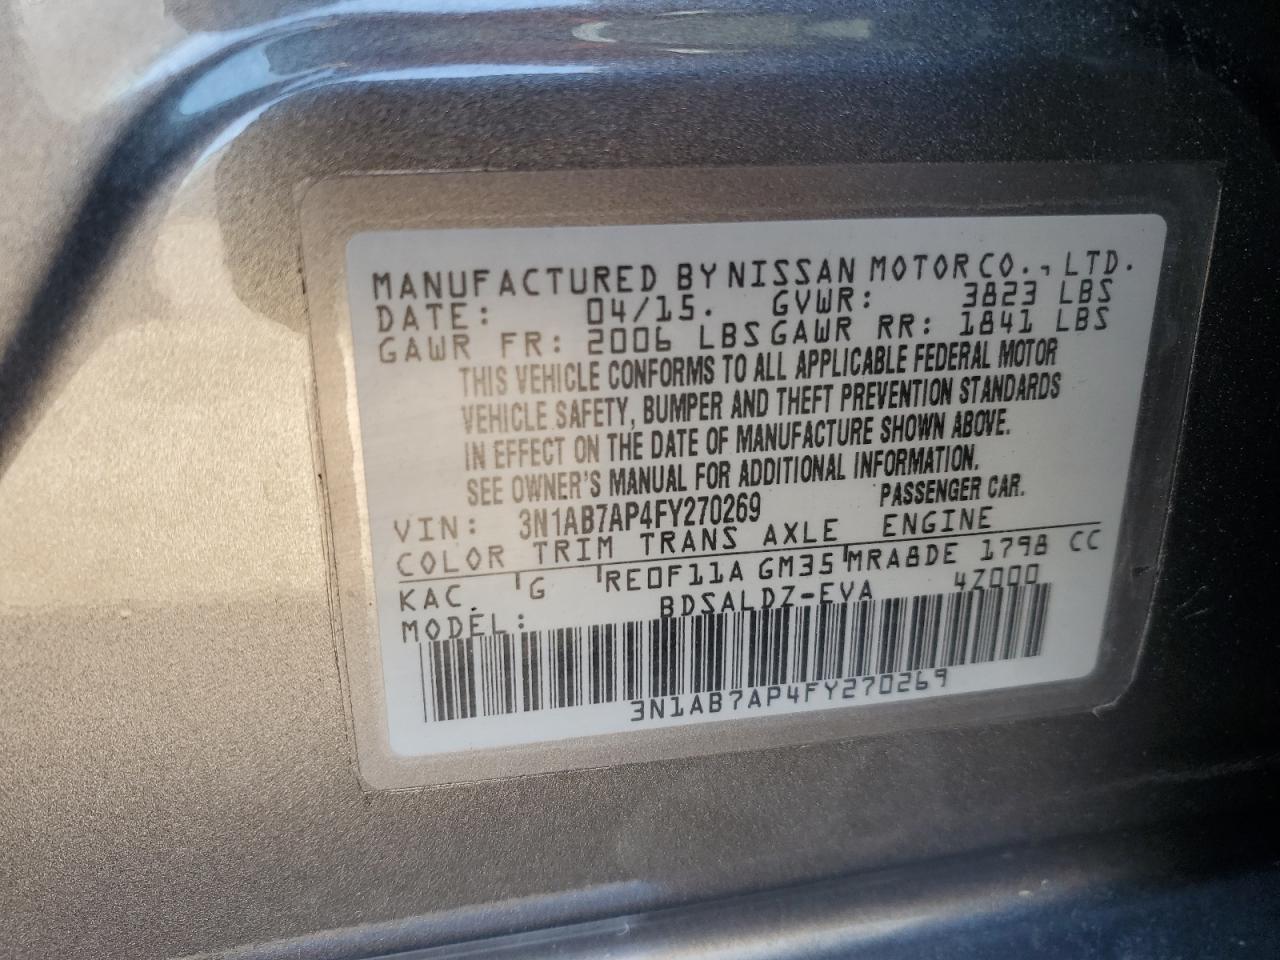 MANUFACTURED BY NISSAN MOTOR CO., LTD.
DATE: 04/15. GVWR: 3823 LBS
GAWR FR: 2006 LBS GAWR RR: 1841 LBS
THIS VEHICLE CONFORMS TO ALL APPLICABLE FEDERAL MOTOR
VEHICLE SAFETY, BUMPER AND THEFT PREVENTION STANDARDS
IN EFFECT ON THE DATE OF MANUFACTURE SHOWN ABOVE.
SEE OWNER'S MANUAL FOR ADDITIONAL INFORMATION.
VIN: 3N1AB7AP4FY270269 PASSENGER CAR.
COLOR TRIM TRANS AXLE ENGINE
KAC. G RE0F11A GM35 MRA8DE 1798 CC
MODEL: BDSALDZ-EVA 4Z000
3N1AB7AP4FY270269